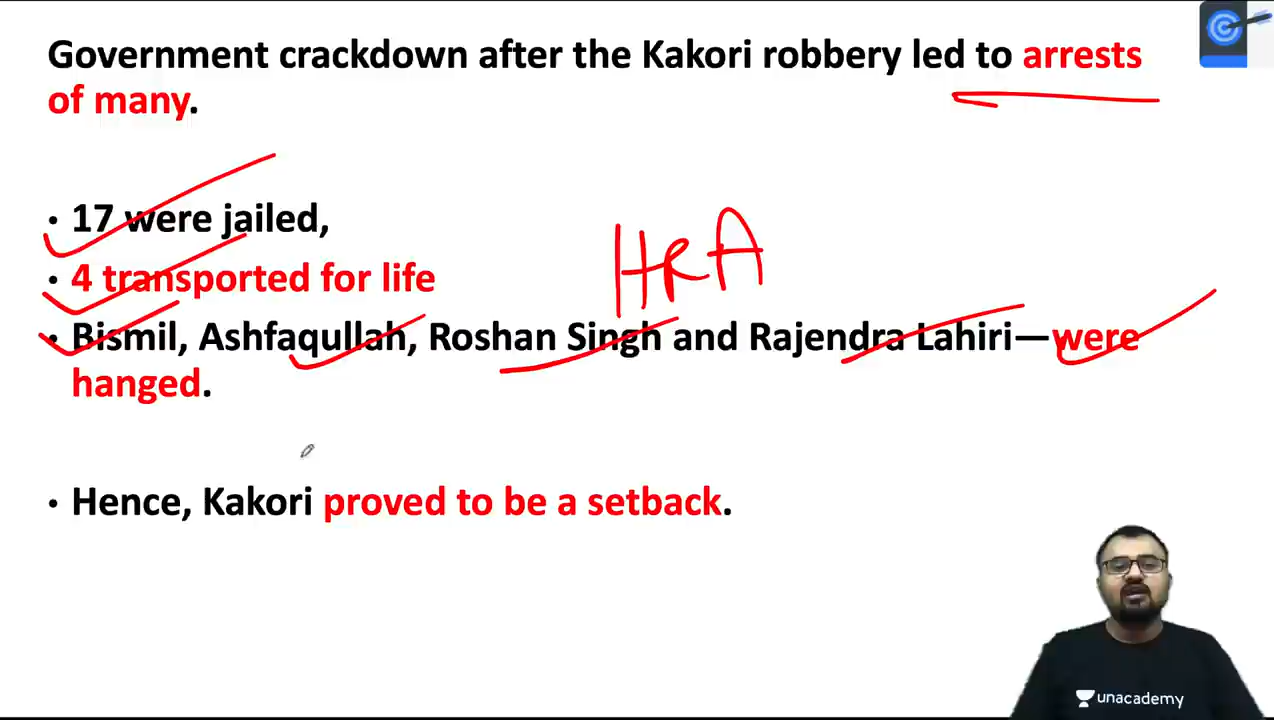 Government crackdown after the Kakori robbery led to arrests
of many.
• 17 were jailed,
HRA
• 4 transported for life
• Bismil, Ashfaqullah, Roshan Singh and Rajendra Lahiri—were
hanged.
• Hence, Kakori proved to be a setback.
unacademy